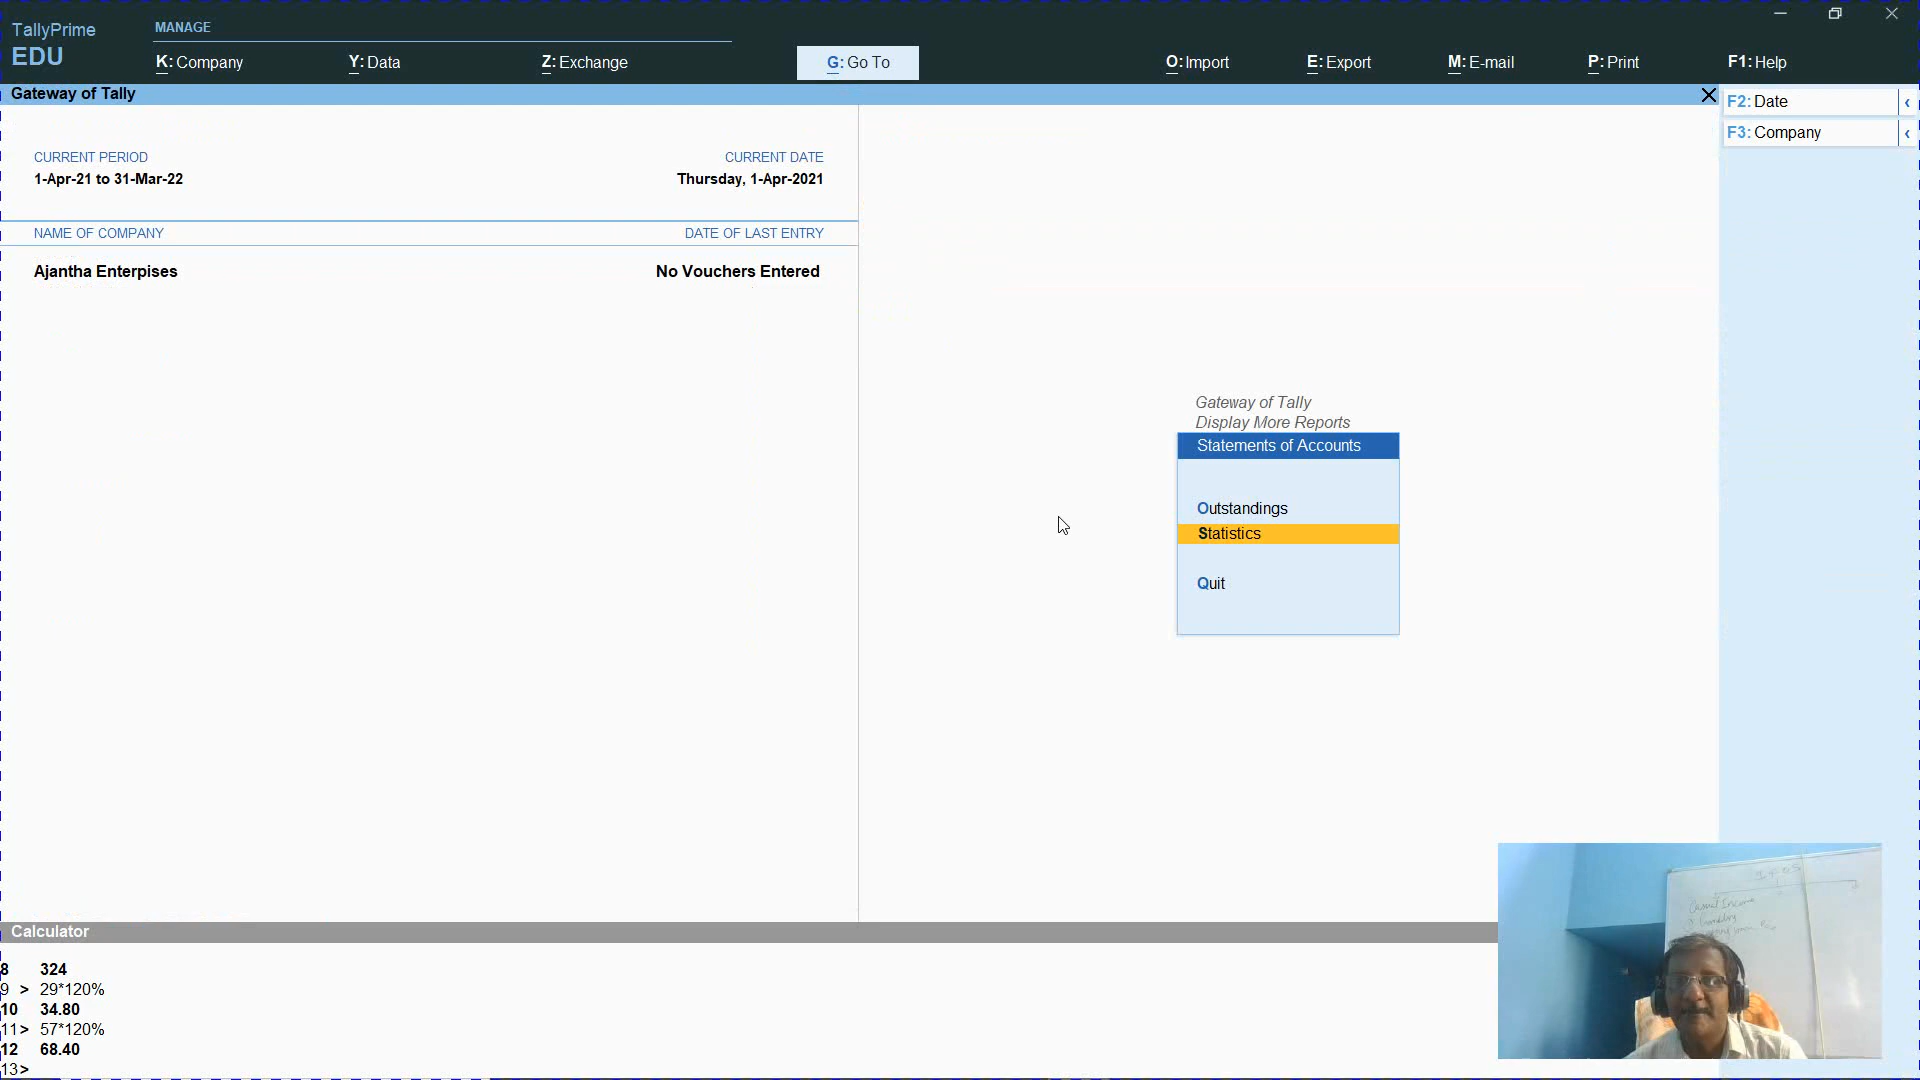 TallyPrime
EDU
MANAGE
K: Company
Y: Data
Z: Exchange
G: Go To
O: Import
E: Export
M: E-mail
P: Print
F1: Help
Gateway of Tally
F2: Date
F3: Company
CURRENT PERIOD
CURRENT DATE
1-Apr-21 to 31-Mar-22
Thursday, 1-Apr-2021
NAME OF COMPANY
DATE OF LAST ENTRY
Ajantha Enterpises
No Vouchers Entered
Gateway of Tally
Display More Reports
Statements of Accounts
Outstandings
Statistics
Quit
Casual Income
Calculator
8 324
9 > 29*120%
10 34.80
11> 57*120%
12 68.40
13>